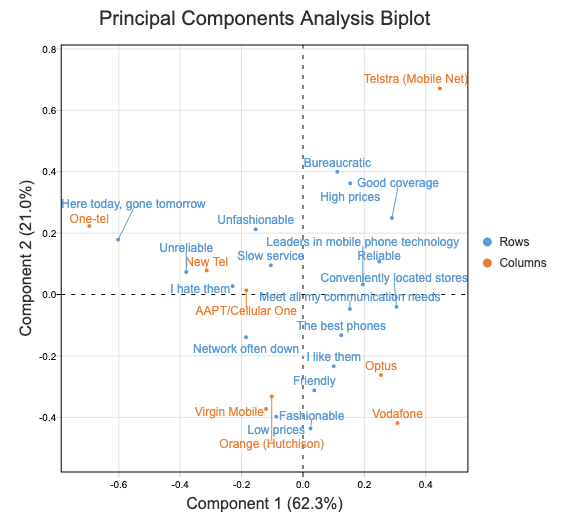 Principal Components Analysis Biplot
0.8
Telstra (Mobile Net)
0.6
Bureaucratic
0.4
Good coverage
High prices
Here today, gone tomorrow
One-tel
Unfashionable
0.2
Leaders in mobile phone technology
Unreliable
Slow service
Reliable
New Tel
Conveniently located stores
I hate them
0.0
Meet all my communication needs
AAPT/Cellular One
The best phones
Network often down
-0.2
I like them
Optus
Friendly
Virgin Mobile
Fashionable
Vodafone
-0.4
Low prices
Orange (Hutchison)
-0.6
-0.4
-0.2
0.0
0.2
0.4
Component 1 (62.3%)
Component 2 (21.0%)
Rows
Columns